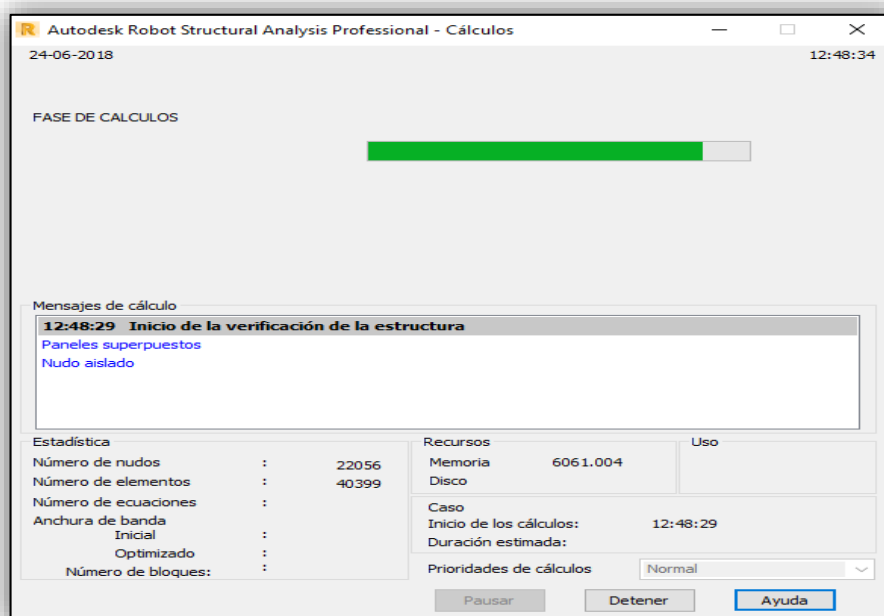 R Autodesk Robot Structural Analysis Professional - Cálculos
24-06-2018 12:48:34
FASE DE CALCULOS
Mensajes de cálculo
12:48:29 Inicio de la verificación de la estructura
Paneles superpuestos
Nudo aislado
Estadística
Número de nudos : 22056
Número de elementos : 40399
Número de ecuaciones :
Anchura de banda
Inicial :
Optimizado :
Número de bloques: :
Recursos
Memoria 6061.004
Disco
Uso
Caso
Inicio de los cálculos: 12:48:29
Duración estimada:
Prioridades de cálculos Normal
Pausar Detener Ayuda